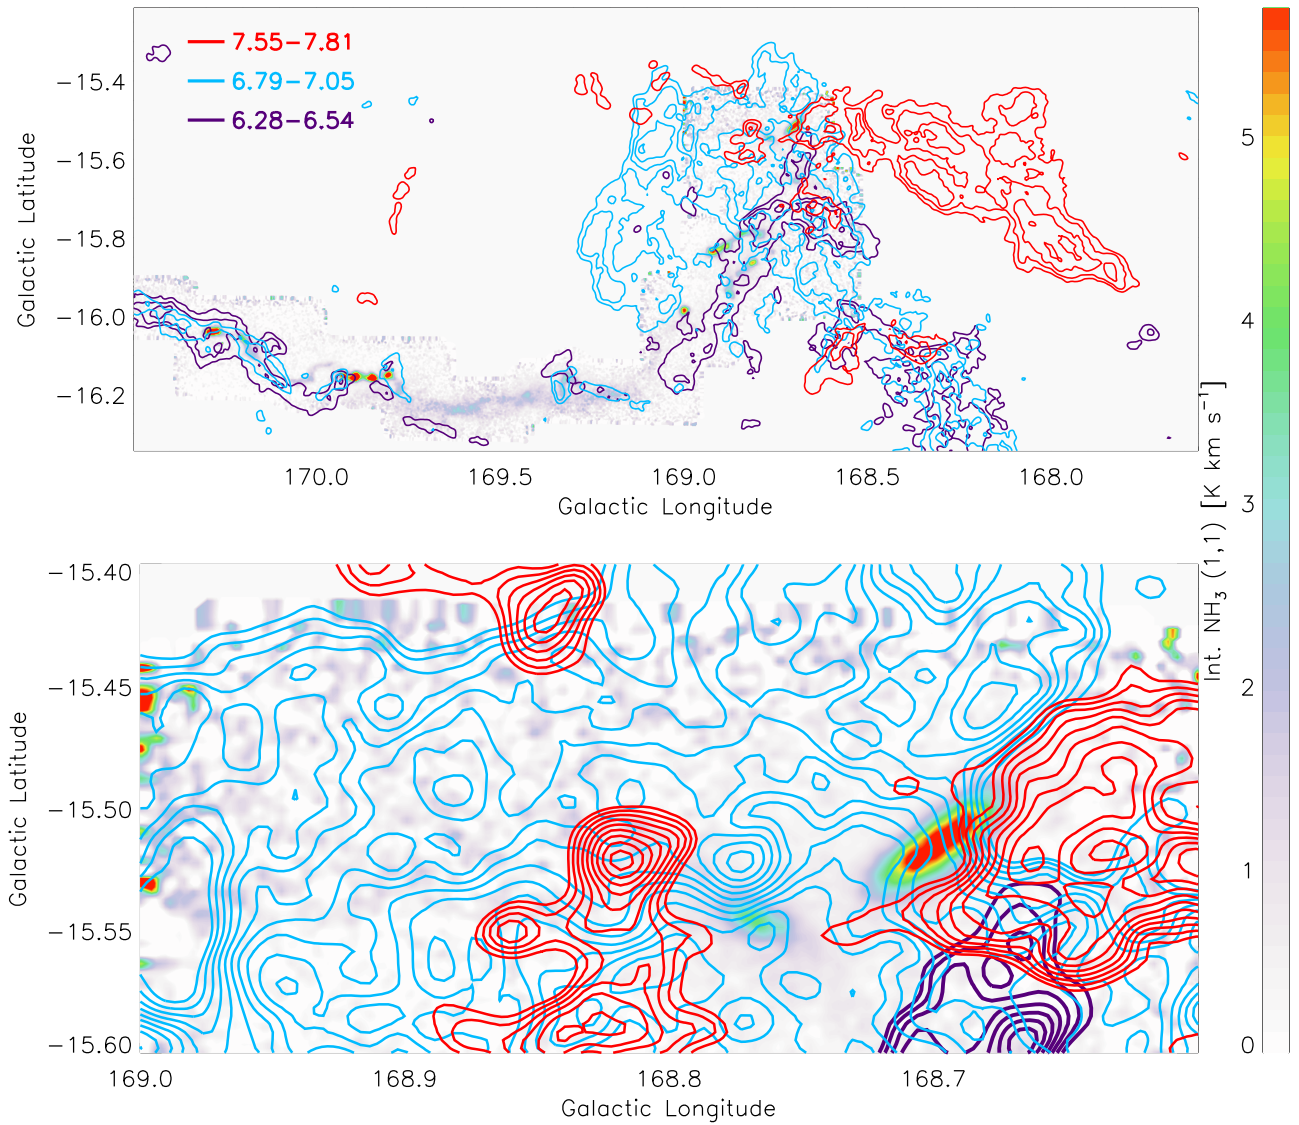 7.55−7.81
6.79−7.05
6.28−6.54
−15.4
−15.6
−15.8
−16.0
−16.2
Galactic Latitude
170.0 169.5 169.0 168.5 168.0
Galactic Longitude
−15.40
−15.45
−15.50
−15.55
−15.60
Galactic Latitude
169.0 168.9 168.8 168.7
Galactic Longitude
5
4
3
2
1
0
Int. NH₃(1,1) [K km s⁻¹]